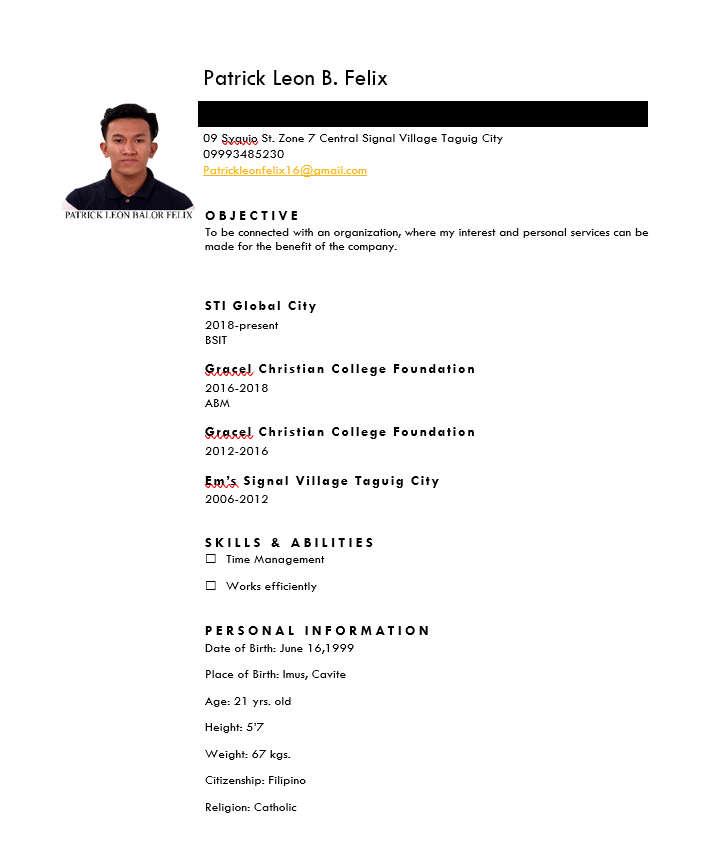 Patrick Leon B. Felix
09 Syquio St. Zone 7 Central Signal Village Taguig City
09993485230
Patrickleonfelix16@gmail.com
PATRICK LEON BALOR FELIX
OBJECTIVE
To be connected with an organization, where my interest and personal services can be
made for the benefit of the company.
STI Global City
2018-present
BSIT
Gracel Christian College Foundation
2016-2018
ABM
Gracel Christian College Foundation
2012-2016
Em's Signal Village Taguig City
2006-2012
SKILLS & ABILITIES
☐ Time Management
☐ Works efficiently
PERSONAL INFORMATION
Date of Birth: June 16,1999
Place of Birth: Imus, Cavite
Age: 21 yrs. old
Height: 5'7
Weight: 67 kgs.
Citizenship: Filipino
Religion: Catholic